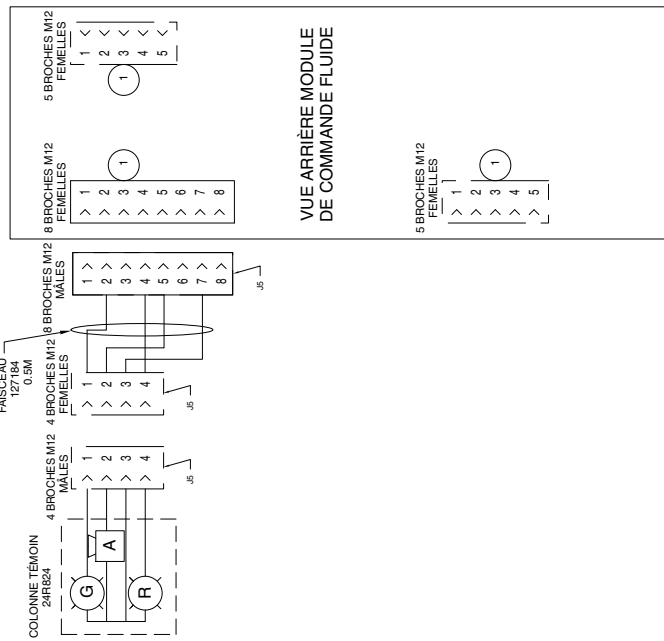 COLONNE TÉMOIN
24R824
G
A
R
4 BROCHES M12
MÂLES
1
2
3
4
J5
4 BROCHES M12
FEMELLES
1
2
3
4
J5
FAISCEAU
127184
0.5M
8 BROCHES M12
MÂLES
1
2
3
4
5
6
7
8
J5
8 BROCHES M12
FEMELLES
1
2
3
4
5
6
7
8
1
5 BROCHES M12
FEMELLES
1
2
3
4
5
1
VUE ARRIÈRE MODULE
DE COMMANDE FLUIDE
5 BROCHES M12
FEMELLES
1
2
3
4
5
1